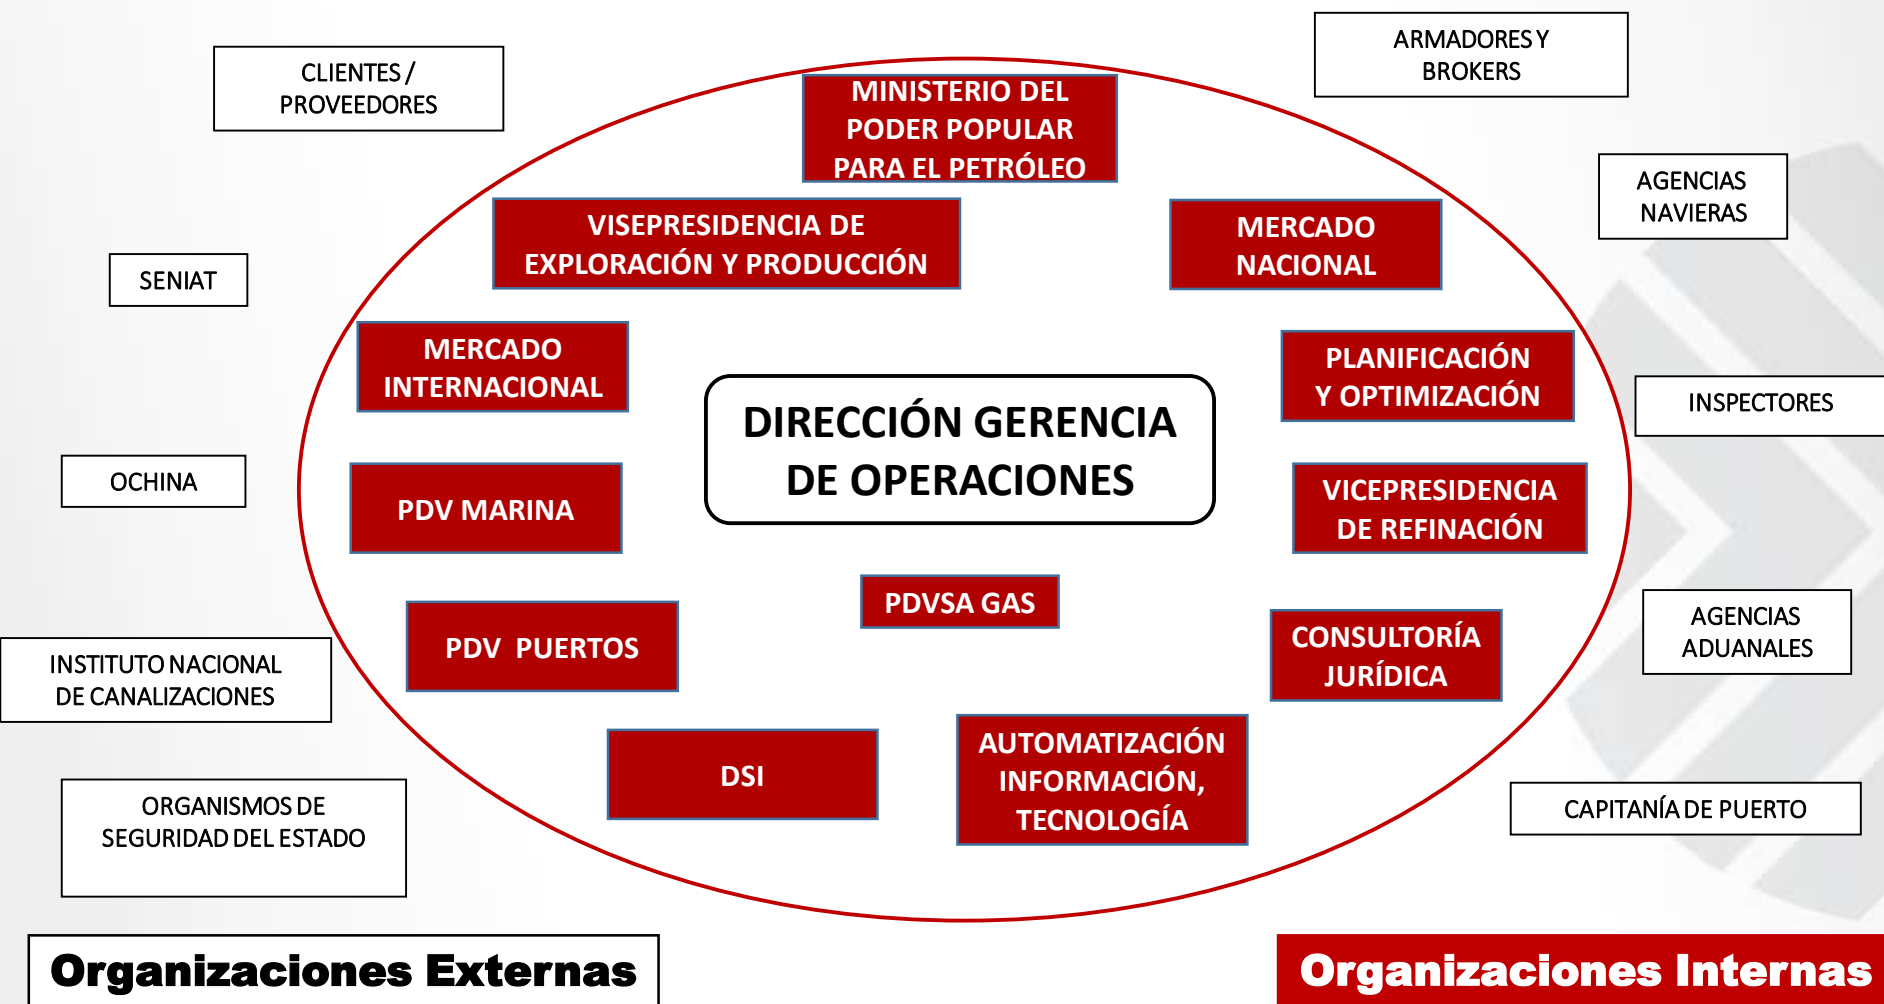 CLIENTES /
PROVEEDORES
ARMADORES Y
BROKERS
MINISTERIO DEL
PODER POPULAR
PARA EL PETRÓLEO
AGENCIAS
NAVIERAS
VISEPRESIDENCIA DE
EXPLORACIÓN Y PRODUCCIÓN
MERCADO
NACIONAL
SENIAT
MERCADO
INTERNACIONAL
PLANIFICACIÓN
Y OPTIMIZACIÓN
INSPECTORES
DIRECCIÓN GERENCIA
DE OPERACIONES
OCHINA
PDV MARINA
VICEPRESIDENCIA
DE REFINACIÓN
PDVSA GAS
PDV PUERTOS
CONSULTORÍA
JURÍDICA
AGENCIAS
ADUANALES
INSTITUTO NACIONAL
DE CANALIZACIONES
DSI
AUTOMATIZACIÓN
INFORMACIÓN,
TECNOLOGÍA
ORGANISMOS DE
SEGURIDAD DEL ESTADO
CAPITANÍA DE PUERTO
Organizaciones Externas
Organizaciones Internas